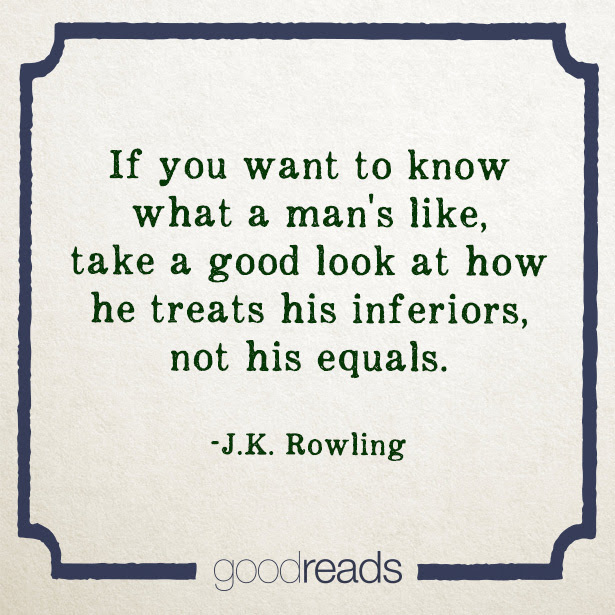 If you want to know
what a man's like,
take a good look at how
he treats his inferiors,
not his equals.
-J.K. Rowling
goodreads